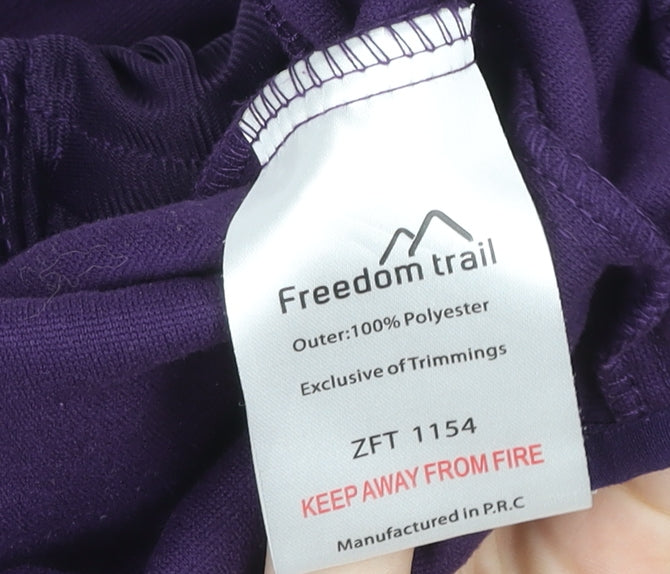 Freedom trail
Outer:100% Polyester
Exclusive of Trimmings
ZFT 1154
KEEP AWAY FROM FIRE
Manufactured in P.R.C